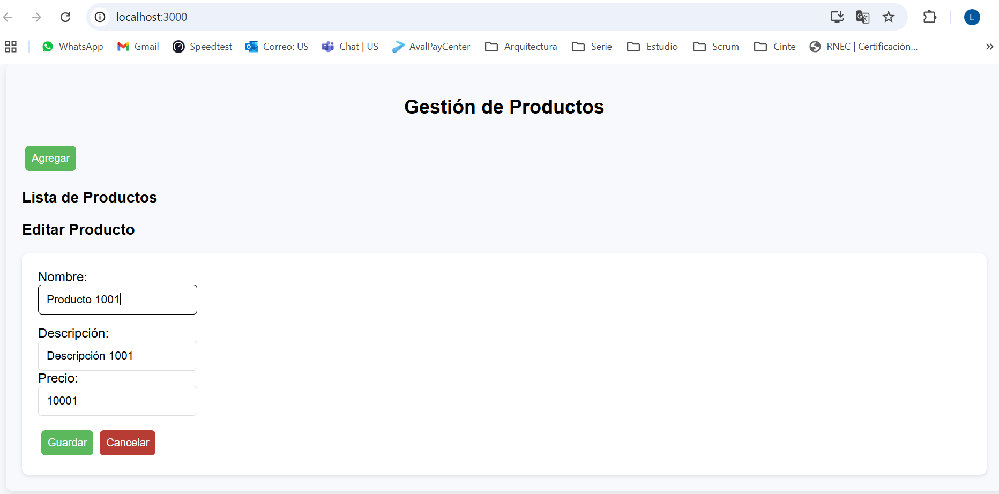 localhost:3000
L
WhatsApp Gmail Speedtest Correo: US Chat | US AvalPayCenter Arquitectura Serie Estudio Scrum Cinte RNEC | Certificación...
Gestión de Productos
Agregar
Lista de Productos
Editar Producto
Nombre:
Producto 1001
Descripción:
Descripción 1001
Precio:
10001
Guardar Cancelar